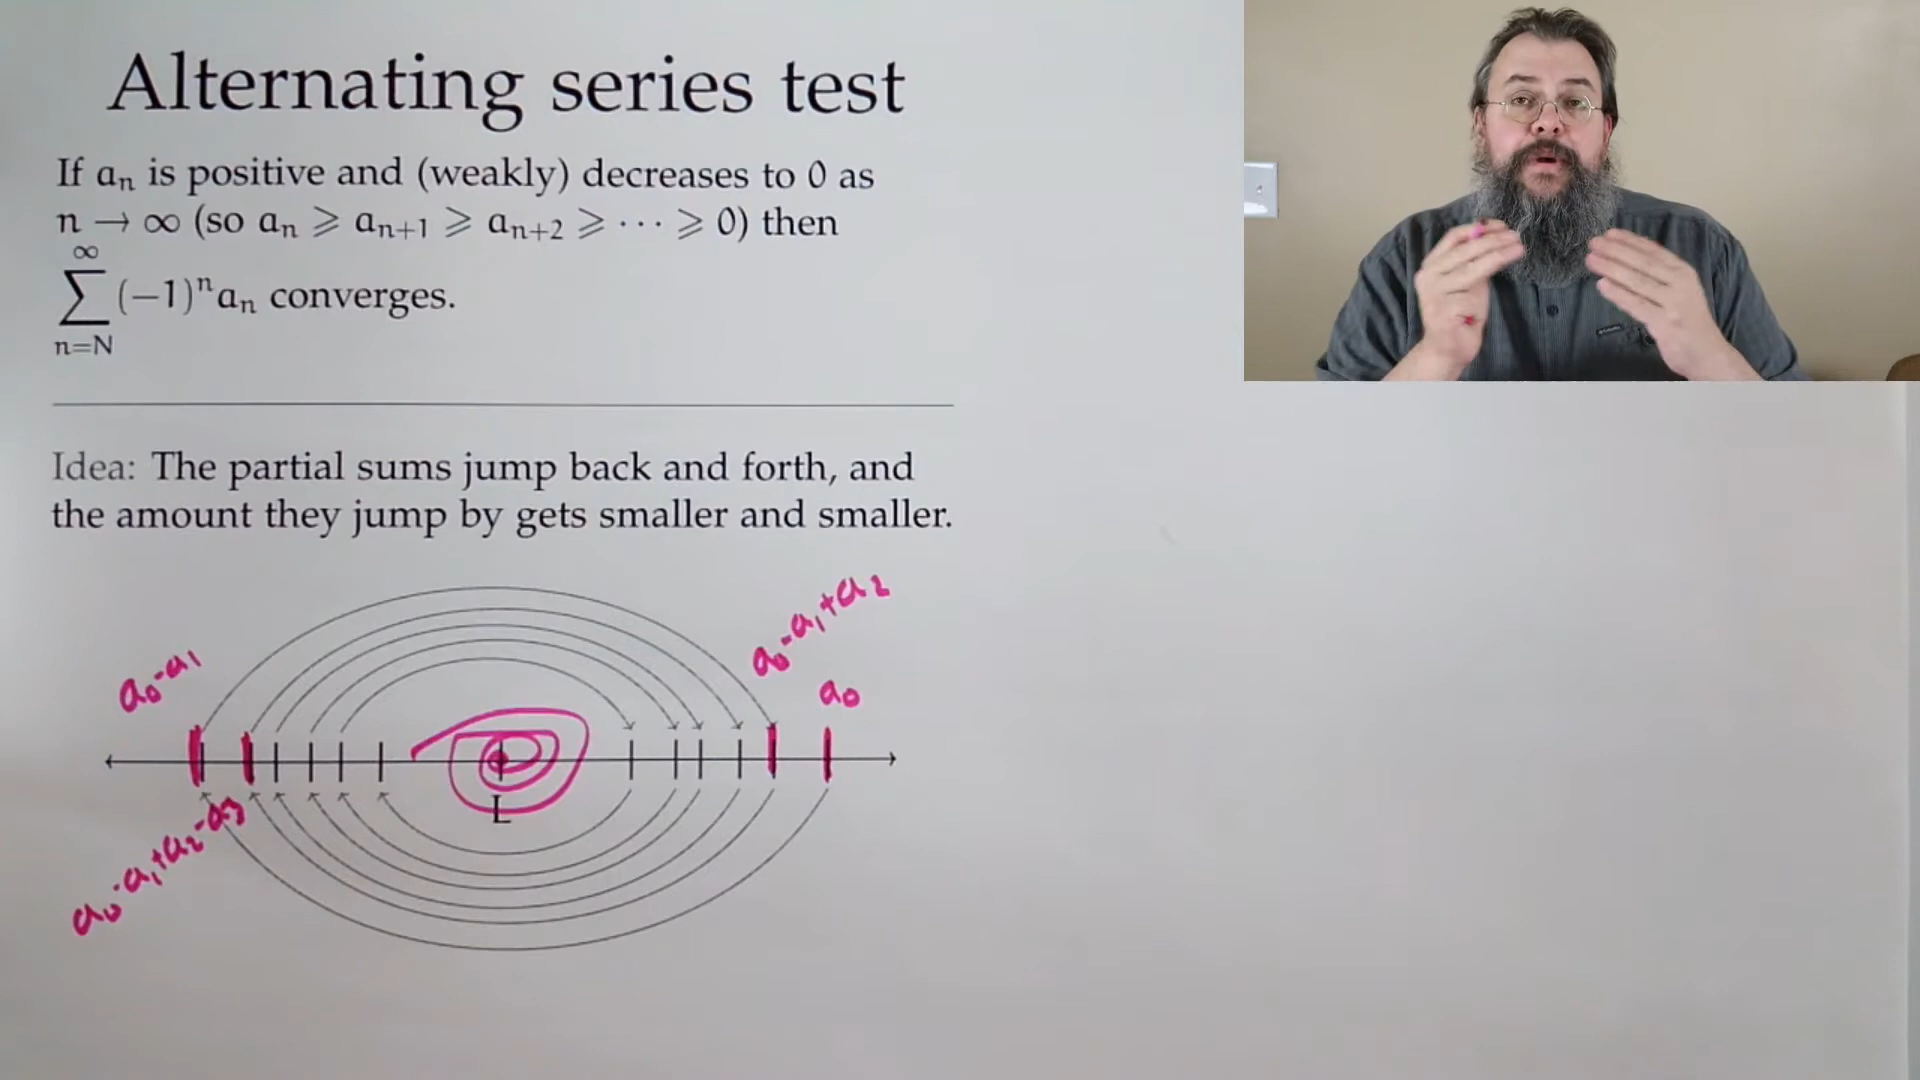 Alternating series test
If aₙ is positive and (weakly) decreases to 0 as
n → ∞ (so aₙ ⩾ aₙ₊₁ ⩾ aₙ₊₂ ⩾ ⋯ ⩾ 0) then
∞
∑ (−1)ⁿaₙ converges.
n=N
Idea: The partial sums jump back and forth, and
the amount they jump by gets smaller and smaller.
a₀-a₁+a₂
a₀-a₁
a₀
L
a₀-a₁+a₂-a₃